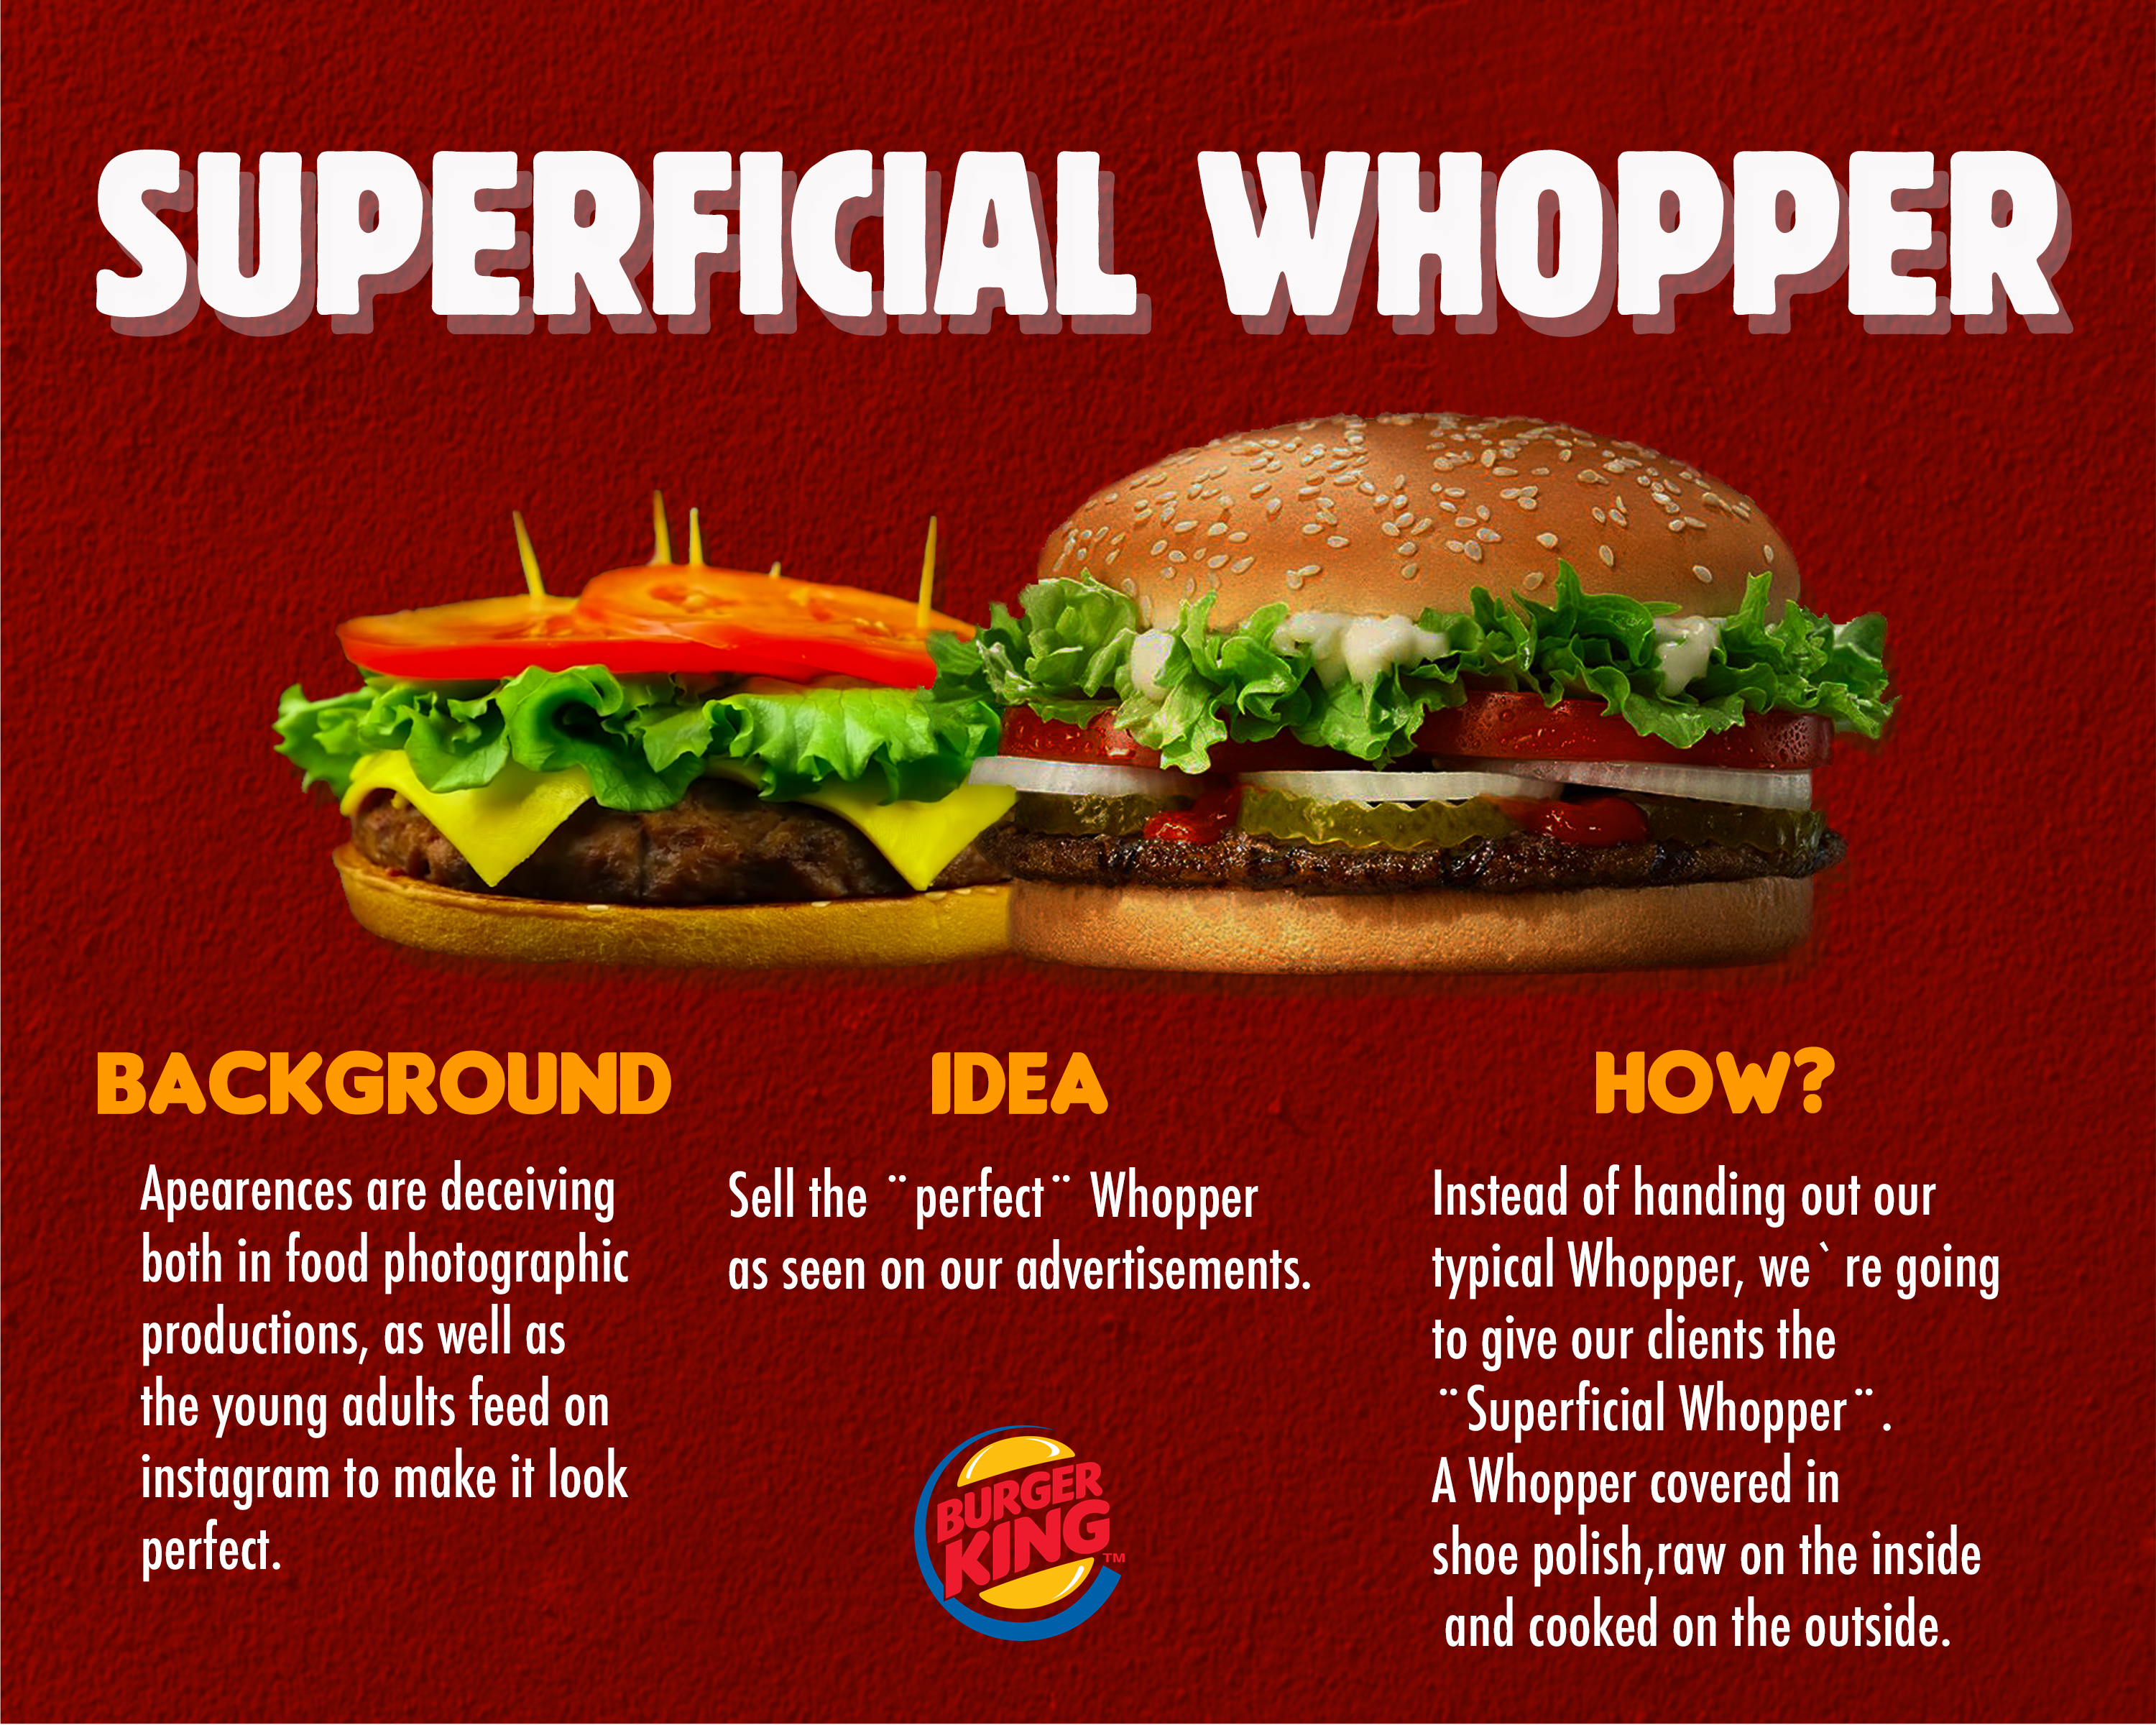 SUPERFICIAL WHOPPER
BACKGROUND
Apearences are deceiving
both in food photographic
productions, as well as
the young adults feed on
instagram to make it look
perfect.
IDEA
Sell the ¨perfect¨ Whopper
as seen on our advertisements.
BURGER
KING
TM
HOW?
Instead of handing out our
typical Whopper, we` re going
to give our clients the
¨Superficial Whopper¨.
A Whopper covered in
shoe polish,raw on the inside
and cooked on the outside.